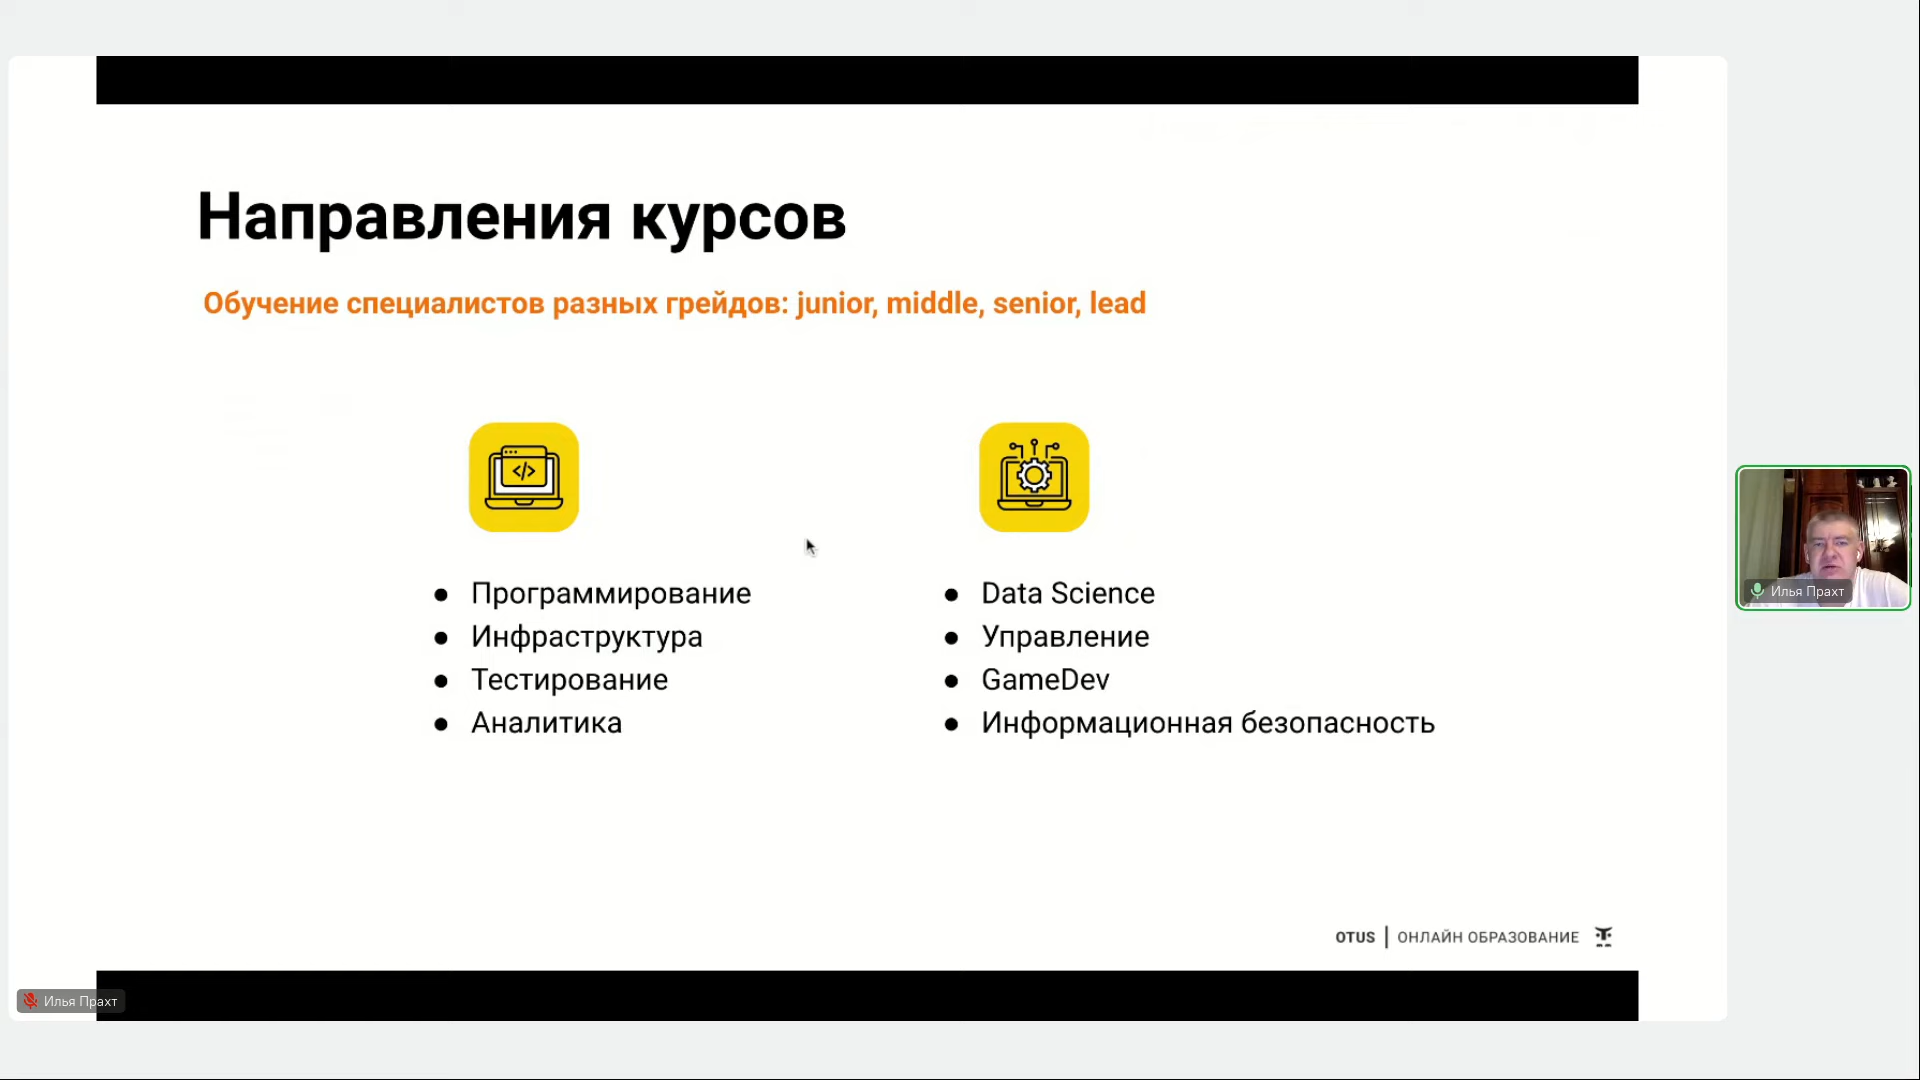 Направления курсов
Обучение специалистов разных грейдов: junior, middle, senior, lead
</>
● Программирование
● Инфраструктура
● Тестирование
● Аналитика
● Data Science
● Управление
● GameDev
● Информационная безопасность
OTUS | ОНЛАЙН ОБРАЗОВАНИЕ
Илья Прахт
Илья Прахт